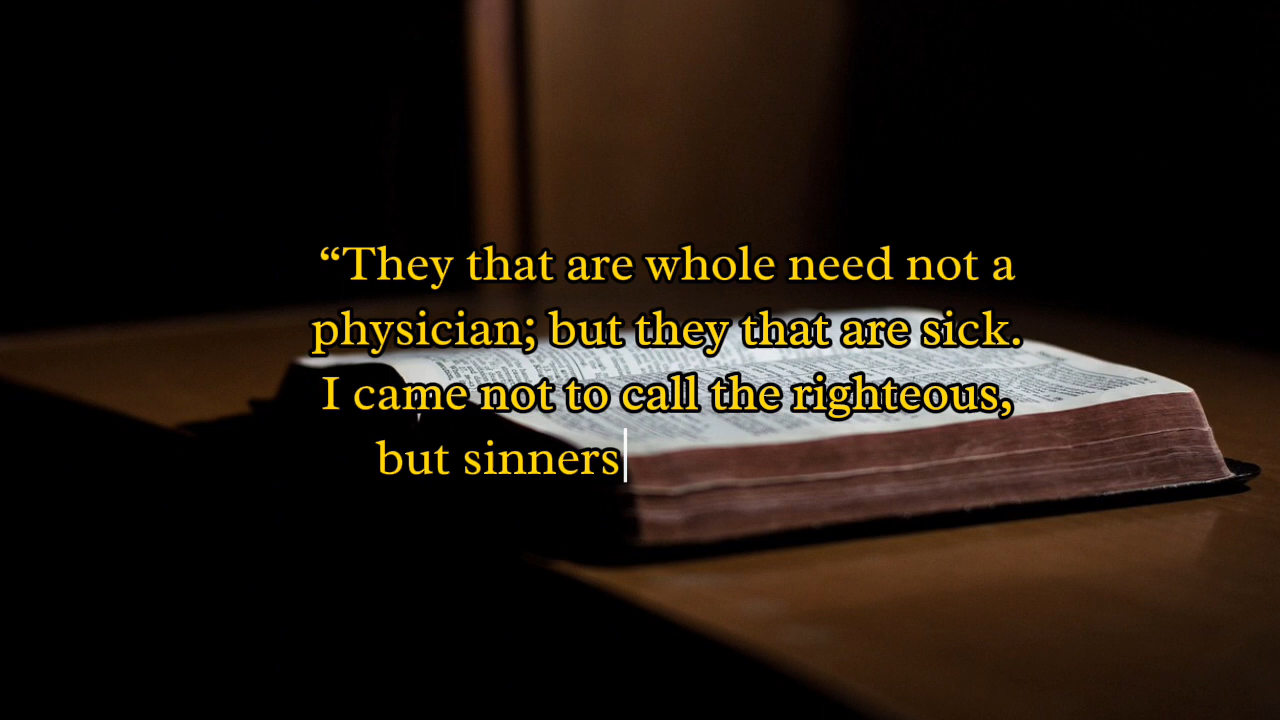 “They that are whole need not a
physician; but they that are sick.
I came not to call the righteous,
but sinners